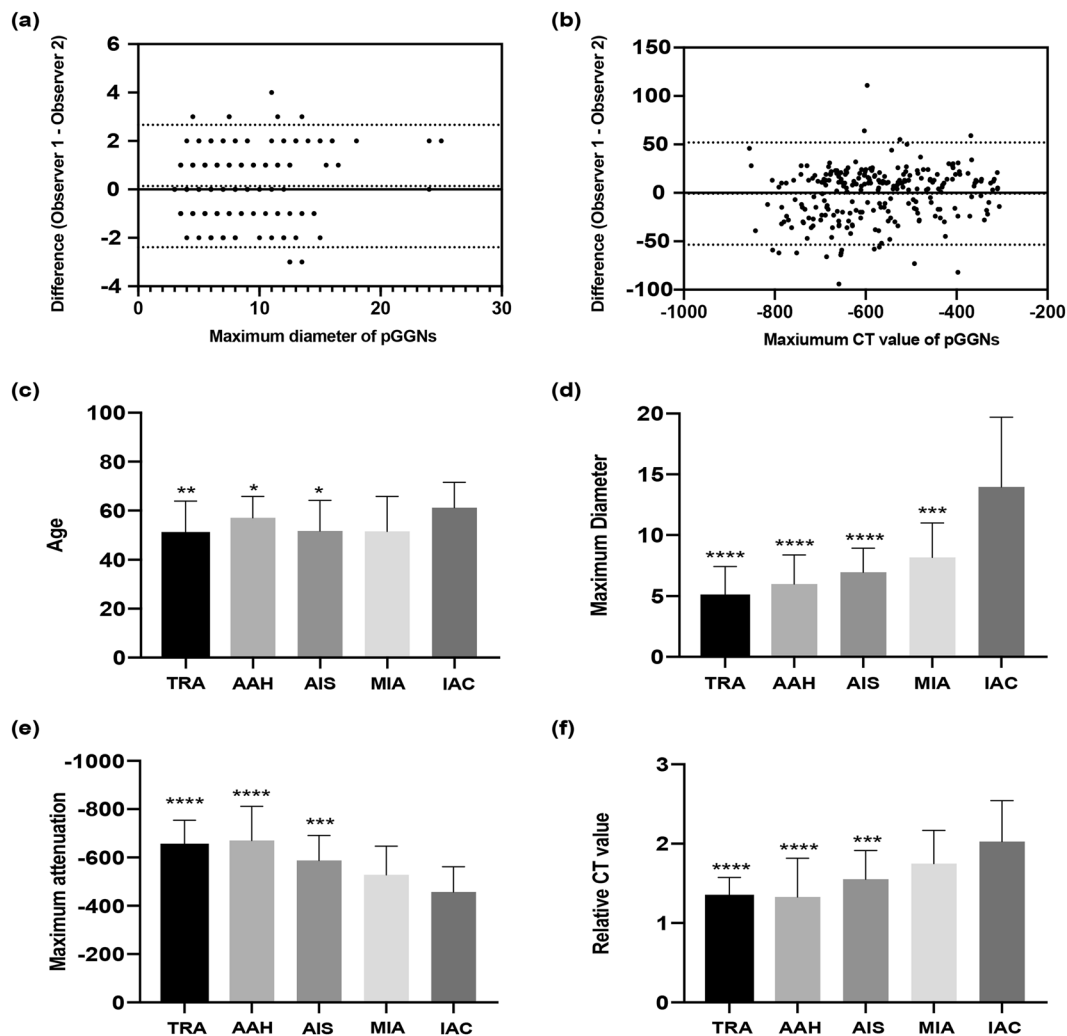 (a)
Difference (Observer 1 - Observer 2)
6
4
2
0
-2
-4
0
10
20
30
Maximum diameter of pGGNs
(b)
Difference (Observer 1 - Observer 2)
150
100
50
0
-50
-100
-1000
-800
-600
-400
-200
Maxiumum CT value of pGGNs
(c)
Age
100
80
60
40
20
0
**
*
*
TRA
AAH
AIS
MIA
IAC
(d)
Maximum Diameter
20
15
10
5
0
****
****
****
***
TRA
AAH
AIS
MIA
IAC
(e)
Maximum attenuation
-1000
-800
-600
-400
-200
0
****
****
***
TRA
AAH
AIS
MIA
IAC
(f)
Relative CT value
3
2
1
0
****
****
***
TRA
AAH
AIS
MIA
IAC